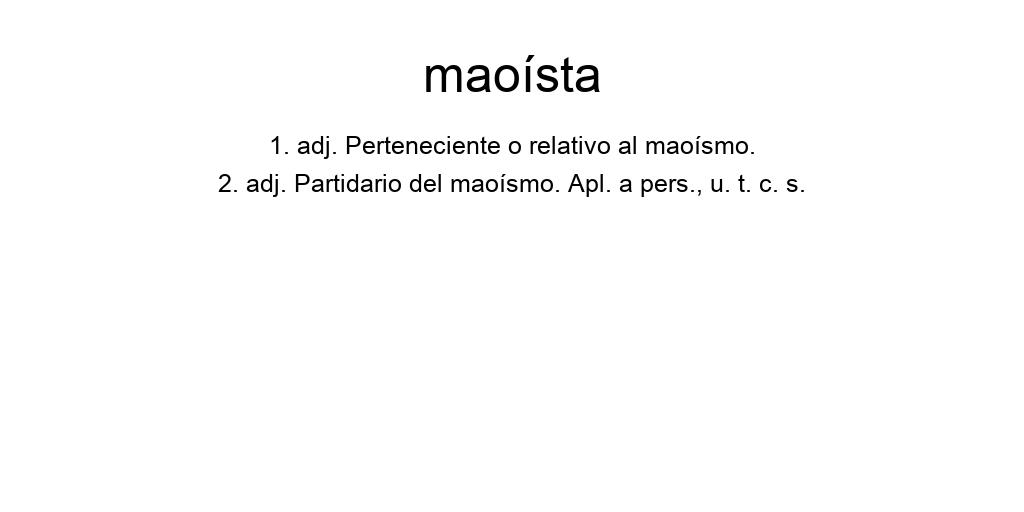 maoísta
1. adj. Perteneciente o relativo al maoísmo.
2. adj. Partidario del maoísmo. Apl. a pers., u. t. c. s.